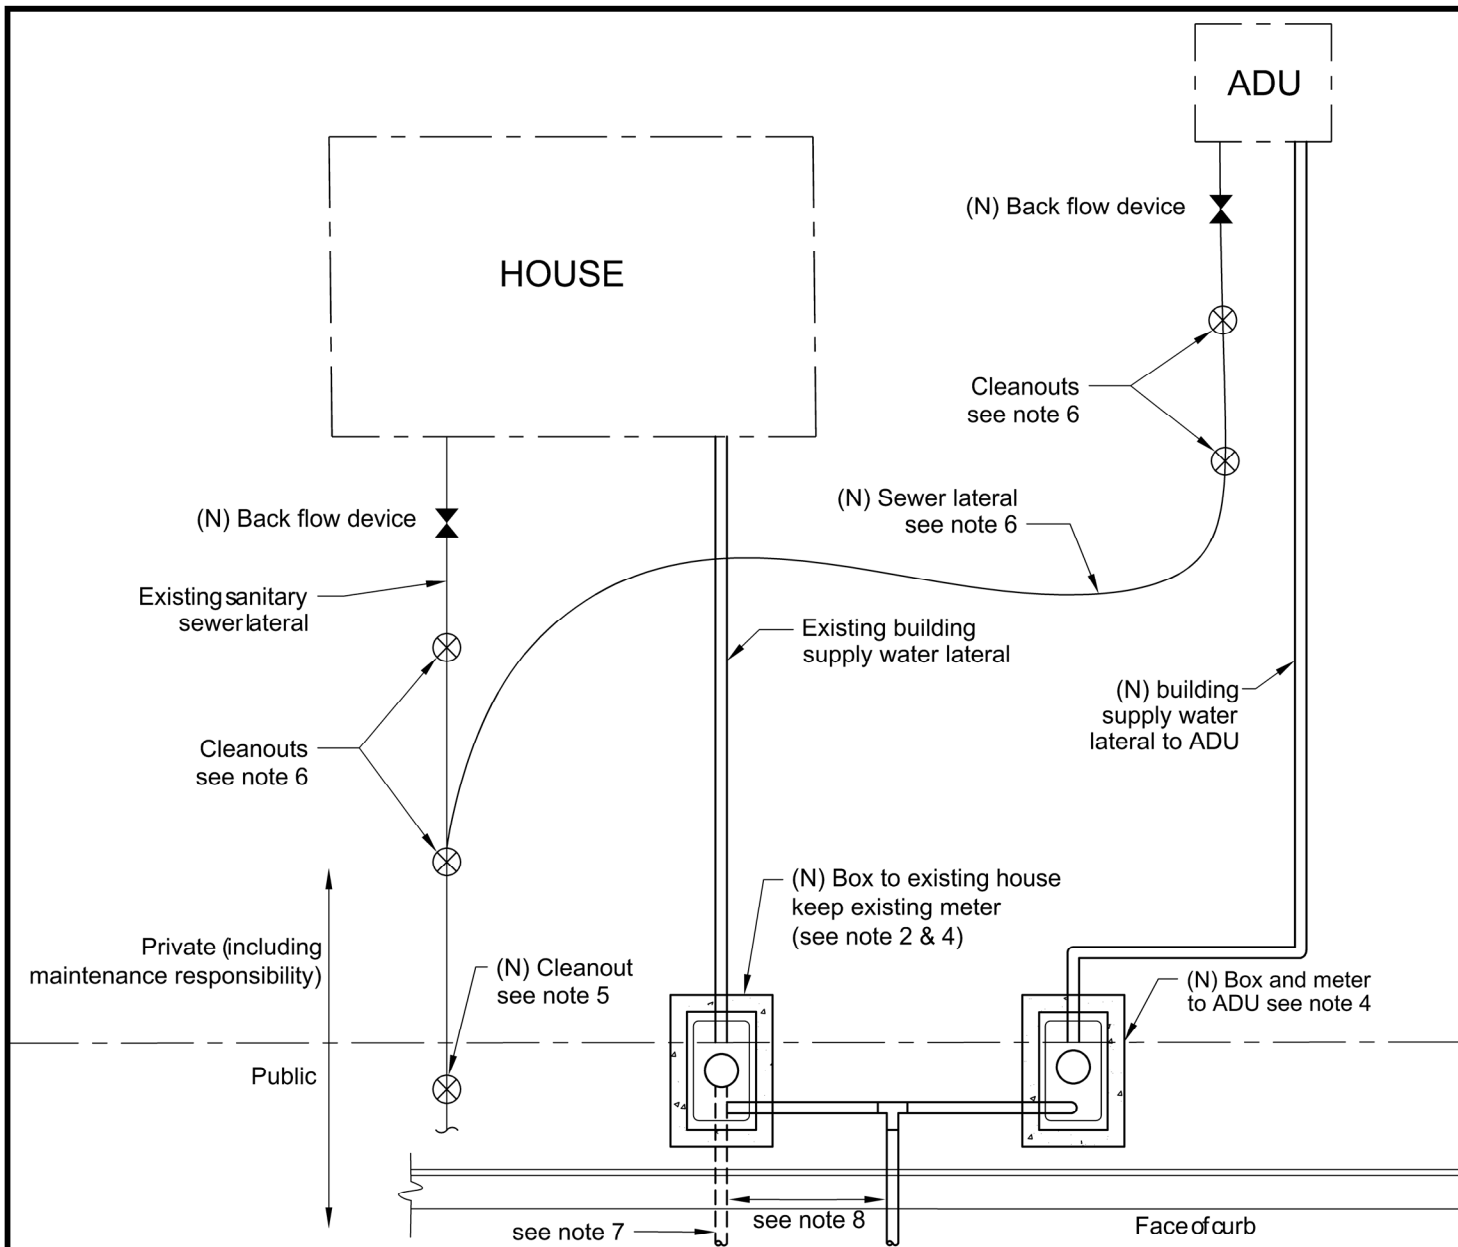 ADU
HOUSE
(N) Back flow device
Cleanouts
see note 6
(N) Sewer lateral
see note 6
(N) Back flow device
Existing sanitary
sewer lateral
Existing building
supply water lateral
(N) building
supply water
lateral to ADU
Cleanouts
see note 6
(N) Box to existing house
keep existing meter
(see note 2 & 4)
Private (including
maintenance responsibility)
(N) Cleanout
see note 5
(N) Box and meter
to ADU see note 4
Public
see note 7
see note 8
Face of curb